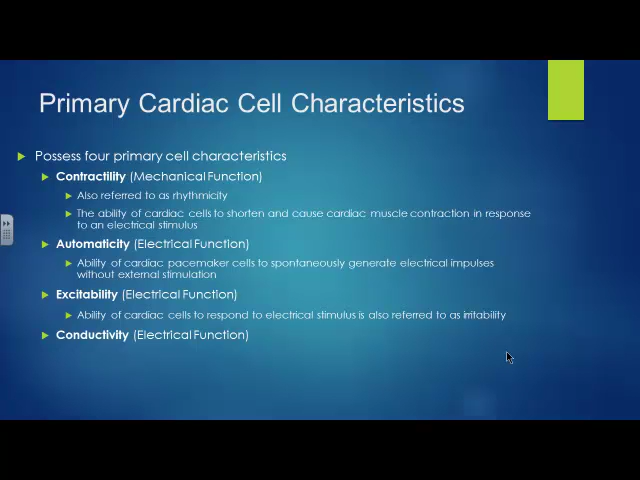 Primary Cardiac Cell Characteristics
Possess four primary cell characteristics
Contractility (Mechanical Function)
Also referred to as rhythmicity
The ability of cardiac cells to shorten and cause cardiac muscle contraction in response
to an electrical stimulus
Automaticity (Electrical Function)
Ability of cardiac pacemaker cells to spontaneously generate electrical impulses
without external stimulation
Excitability (Electrical Function)
Ability of cardiac cells to respond to electrical stimulus is also referred to as irritability
Conductivity (Electrical Function)